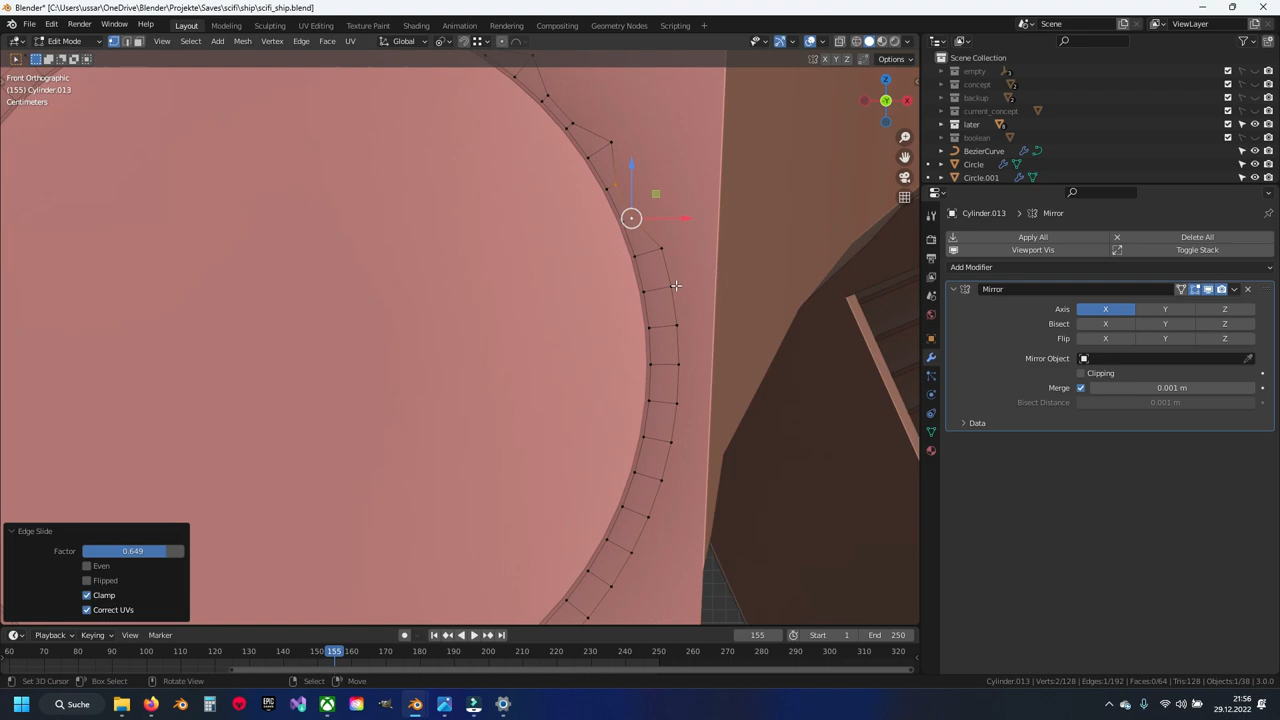 Blender* [C:\Users\ussar\OneDrive\Blender\Projekte\Saves\scifi\ship\scifi_ship.blend]
File Edit Render Window Help Layout Modeling Sculpting UV Editing Texture Paint Shading Animation Rendering Compositing Geometry Nodes Scripting + Scene ViewLayer
Edit Mode View Select Add Mesh Vertex Edge Face UV Global
X Y Z Options
Front Orthographic
(155) Cylinder.013
Centimeters
Z
-Y
X
Scene Collection
empty 3
concept 2
backup 2
current_concept
later 8
boolean
BezierCurve
Circle
Circle.001
Cylinder.013 Mirror
Apply All Delete All
Viewport Vis Toggle Stack
Add Modifier
Mirror
Axis X Y Z
Bisect X Y Z
Flip X Y Z
Mirror Object
Clipping
Merge 0.001 m
Bisect Distance 0.001 m
Data
Edge Slide
Factor 0.649
Even
Flipped
Clamp
Correct UVs
Playback Keying View Marker 155 Start 1 End 250
60 70 80 90 100 110 120 130 140 150 155 160 170 180 190 200 210 220 230 240 250 260 270 280 290 300 310 320 330 340
Set 3D Cursor Box Select Rotate View Select Move Cylinder.013 | Verts:2/128 | Edges:1/192 | Faces:0/64 | Tris:128 | Objects:1/38 | 3.0.0
Suche
21:56
29.12.2022